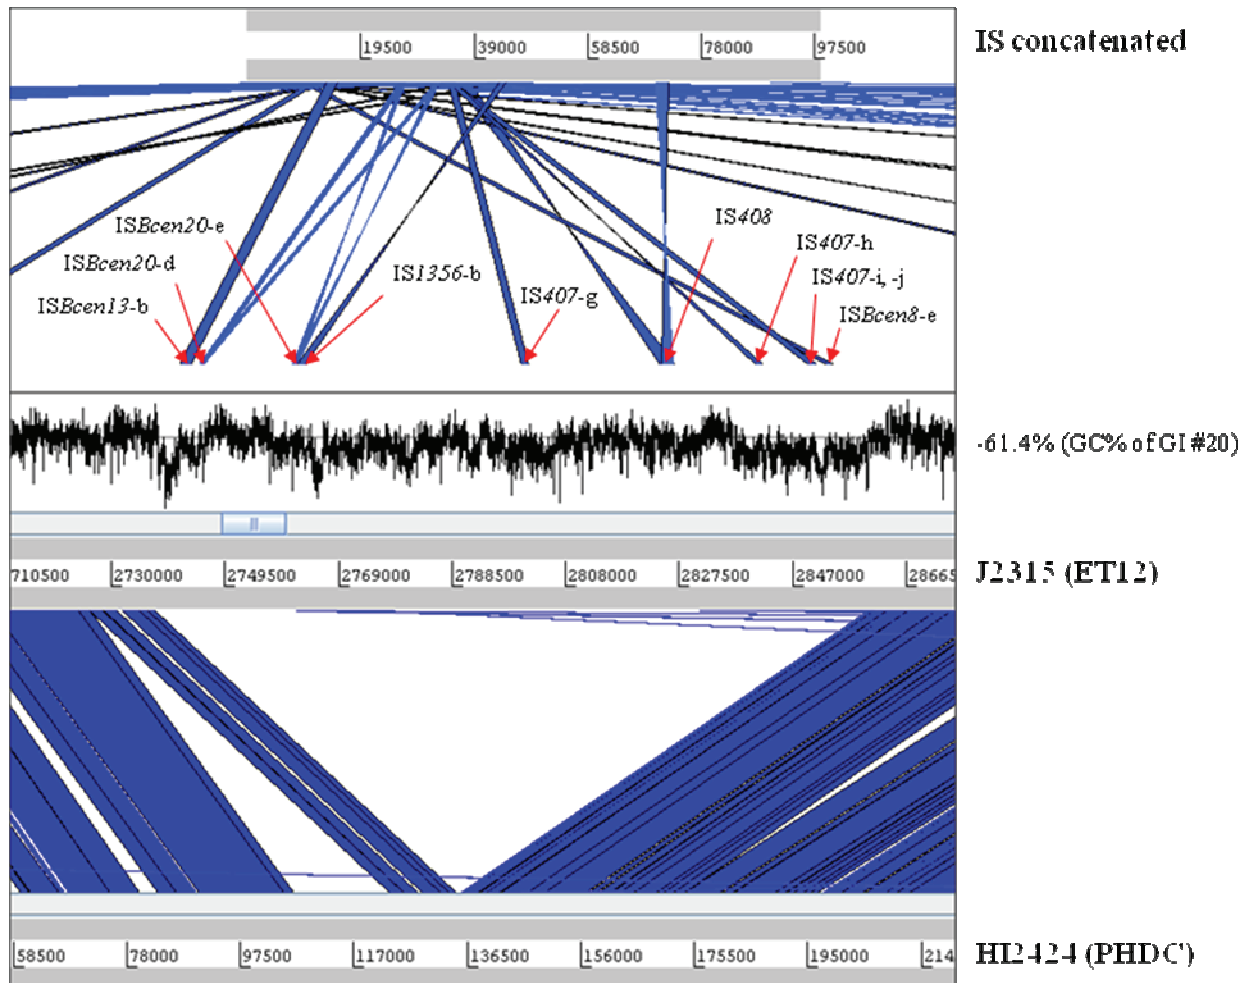 IS concatenated
19500 39000 58500 78000 97500
ISBcen20-e
IS408
ISBcen20-d
IS407-h
IS1356-b
IS407-i, -j
ISBcen13-b
IS407-g
ISBcen8-e
-61.4% (GC% of GI #20)
710500 2730000 2749500 2769000 2788500 2808000 2827500 2847000 28665
J2315 (ET12)
58500 78000 97500 117000 136500 156000 175500 195000 214
HI2424 (PHDC)